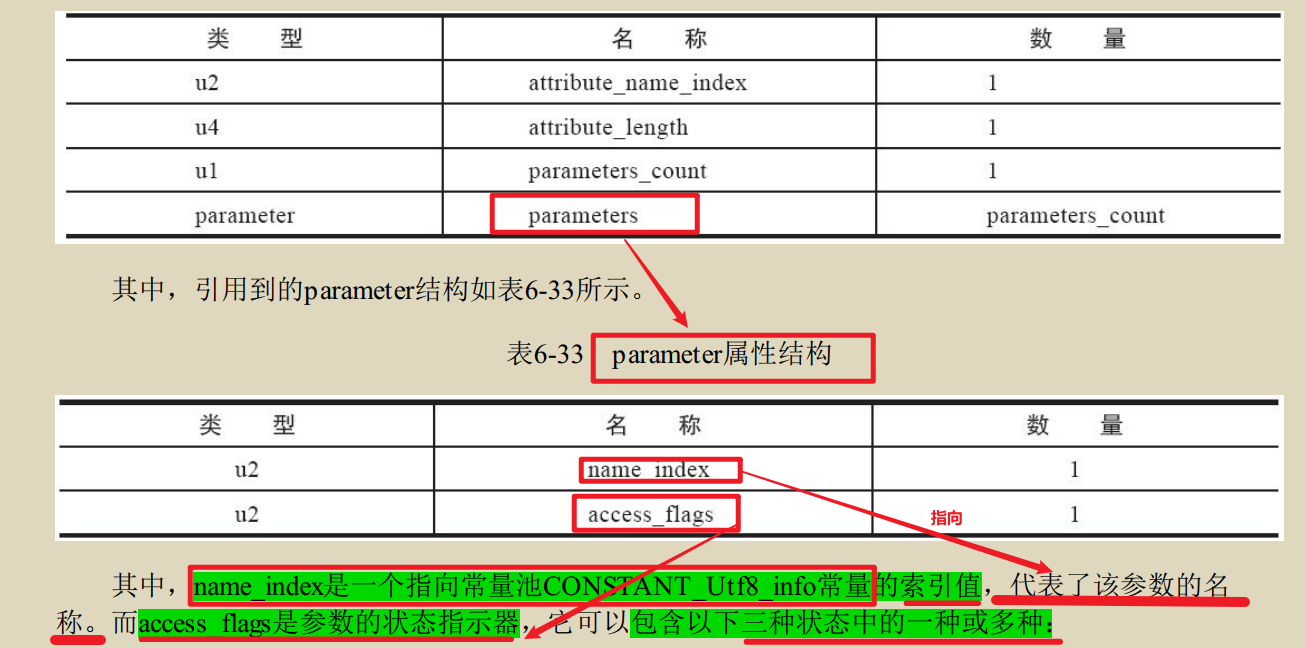 类 型 名 称 数 量
u2 attribute_name_index 1
u4 attribute_length 1
u1 parameters_count 1
parameter parameters parameters_count
其中，引用到的parameter结构如表6-33所示。
表6-33 parameter属性结构
类 型 名 称 数 量
u2 name_index 1
u2 access_flags 1
指向
其中，name_index是一个指向常量池CONSTANT_Utf8_info常量的索引值，代表了该参数的名
称。而access_flags是参数的状态指示器，它可以包含以下三种状态中的一种或多种：